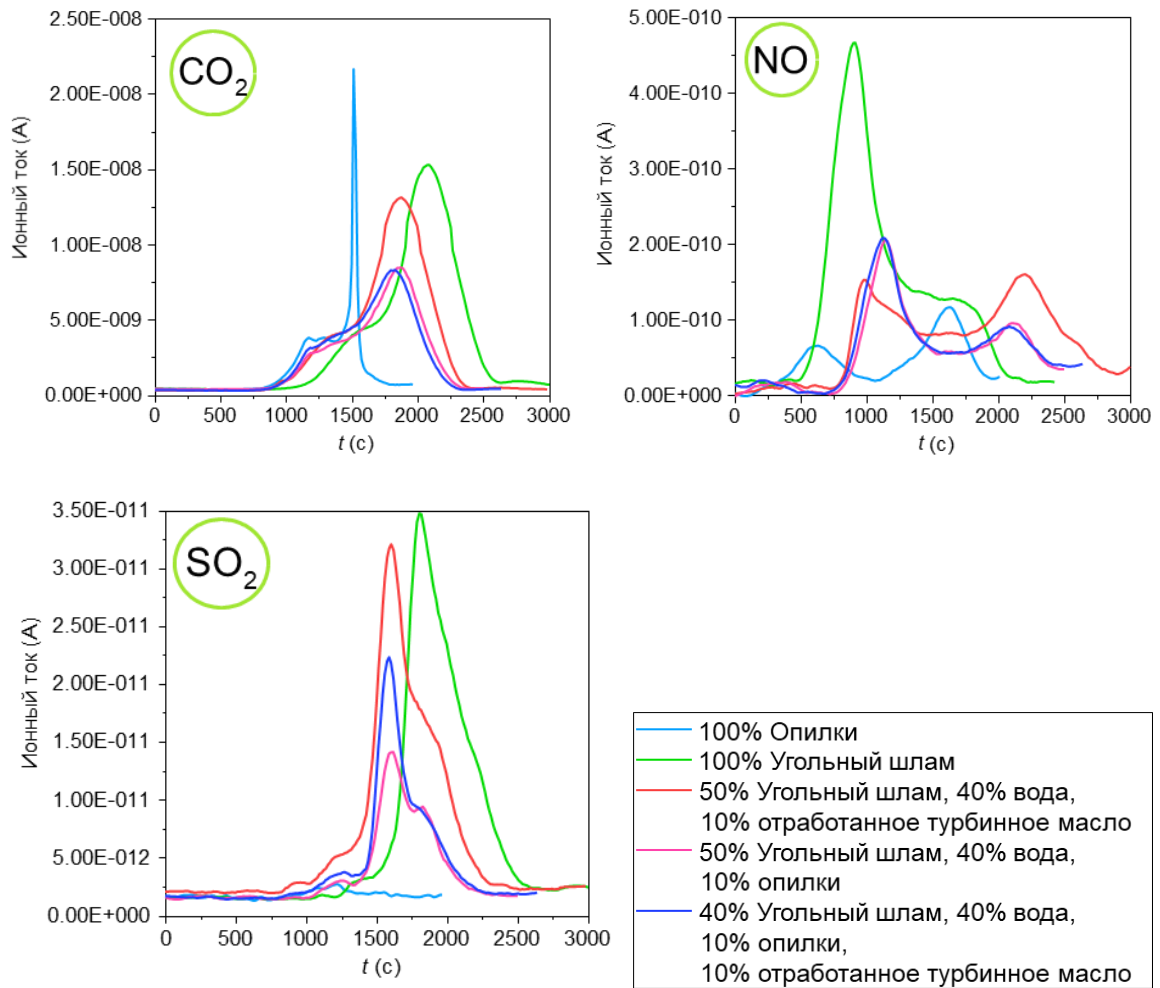 2.50E-008
2.00E-008
1.50E-008
1.00E-008
5.00E-009
0.00E+000
Ионный ток (А)
CO2
0 500 1000 1500 2000 2500 3000
t (с)
5.00E-010
4.00E-010
3.00E-010
2.00E-010
1.00E-010
0.00E+000
Ионный ток (А)
NO
0 500 1000 1500 2000 2500 3000
t (с)
3.50E-011
3.00E-011
2.50E-011
2.00E-011
1.50E-011
1.00E-011
5.00E-012
0.00E+000
Ионный ток (А)
SO2
0 500 1000 1500 2000 2500 3000
t (с)
100% Опилки
100% Угольный шлам
50% Угольный шлам, 40% вода,
10% отработанное турбинное масло
50% Угольный шлам, 40% вода,
10% опилки
40% Угольный шлам, 40% вода,
10% опилки,
10% отработанное турбинное масло